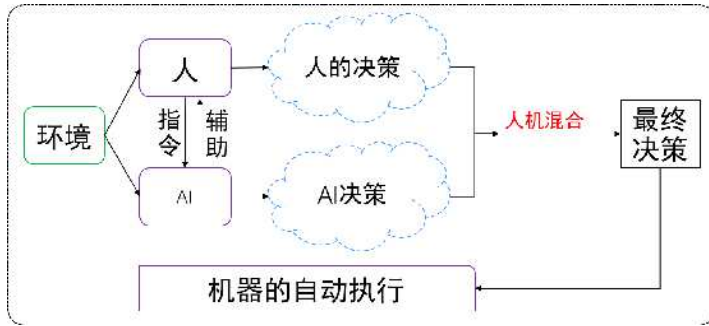 人
人的决策
环境
指令
辅助
人机混合
最终
决策
AI
AI决策
机器的自动执行